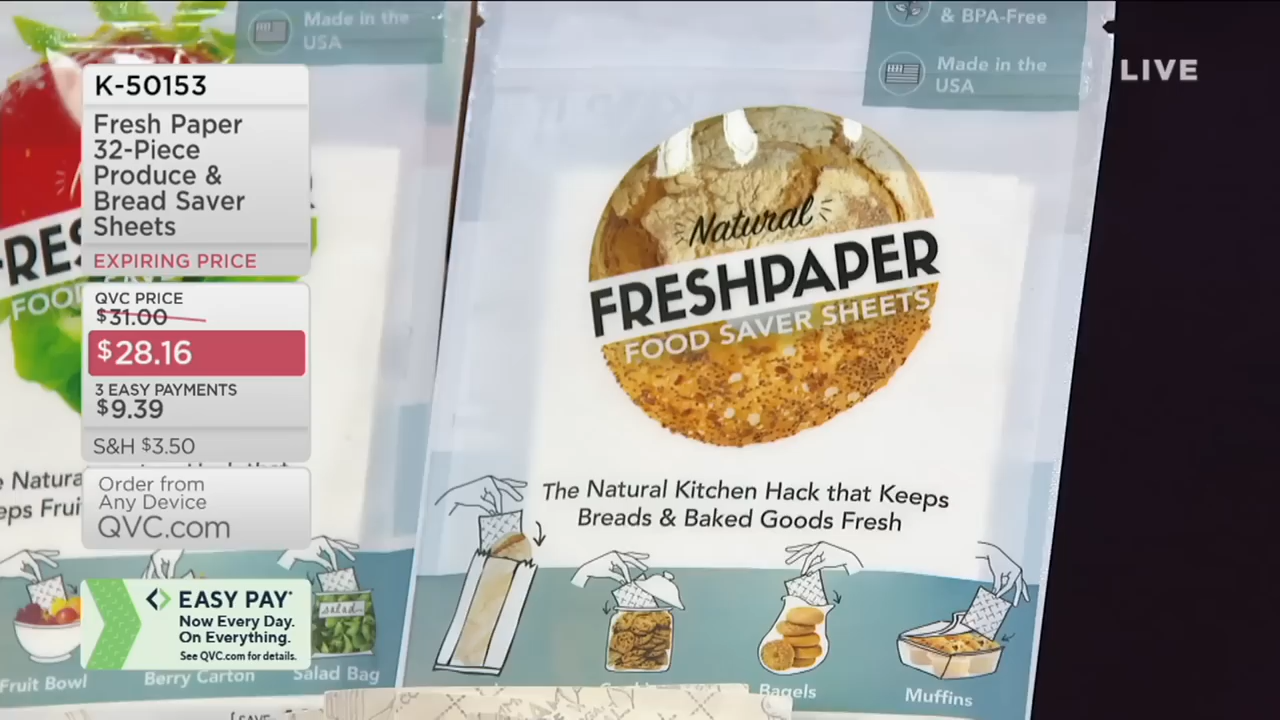 K-50153
Fresh Paper
32-Piece
Produce &
Bread Saver
Sheets
EXPIRING PRICE
QVC PRICE
$31.00
$28.16
3 EASY PAYMENTS
$9.39
S&H $3.50
Order from
Any Device
QVC.com
EASY PAY*
Now Every Day.
On Everything.
See QVC.com for details.
LIVE
Made in the
USA
FOOD
Fruit Bowl
Berry Carton
salad
Salad Bag
& BPA-Free
Made in the
USA
Natural
FRESHPAPER
FOOD SAVER SHEETS
The Natural Kitchen Hack that Keeps
Breads & Baked Goods Fresh
Bagels
Muffins